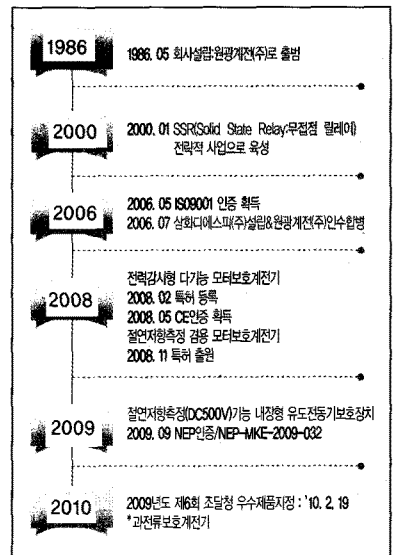 1986
1986. 05 회사설립:원광계전(주)로 출범
2000
2000. 01 SSR(Solid State Relay:무접점 릴레이)
전략적 사업으로 육성
2006
2006. 05 ISO9001 인증 획득
2006. 07 삼화디에스피(주)설립&원광계전(주)인수합병
2008
전력감시형 다기능 모터보호계전기
2008. 02 특허 등록
2008. 05 CE인증 획득
절연저항측정 겸용 모터보호계전기
2008. 11 특허 출원
2009
절연저항측정(DC500V)기능 내장형 유도전동기보호장치
2009. 09 NEP인증/NEP-MKE-2009-032
2010
2009년도 제6회 조달청 우수제품지정 : '10. 2. 19
*과전류보호계전기